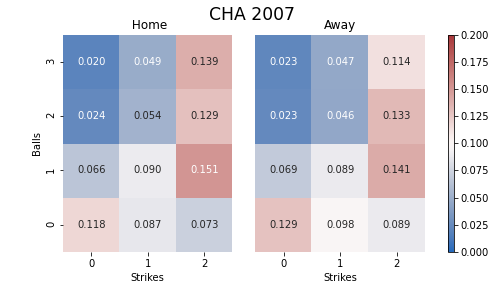 CHA 2007
Home
Away
Balls
3
0.020 0.049 0.139
0.023 0.047 0.114
2
0.024 0.054 0.129
0.023 0.046 0.133
1
0.066 0.090 0.151
0.069 0.089 0.141
0
0.118 0.087 0.073
0.129 0.098 0.089
0 1 2
0 1 2
Strikes
Strikes
0.200
0.175
0.150
0.125
0.100
0.075
0.050
0.025
0.000